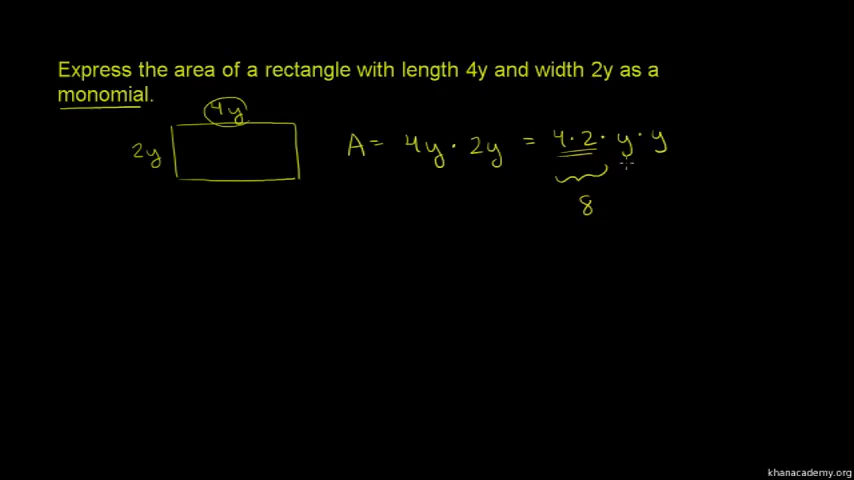 Express the area of a rectangle with length 4y and width 2y as a
monomial.
4y
2y
A = 4y · 2y = 4 · 2 · y · y
8
khanacademy.org